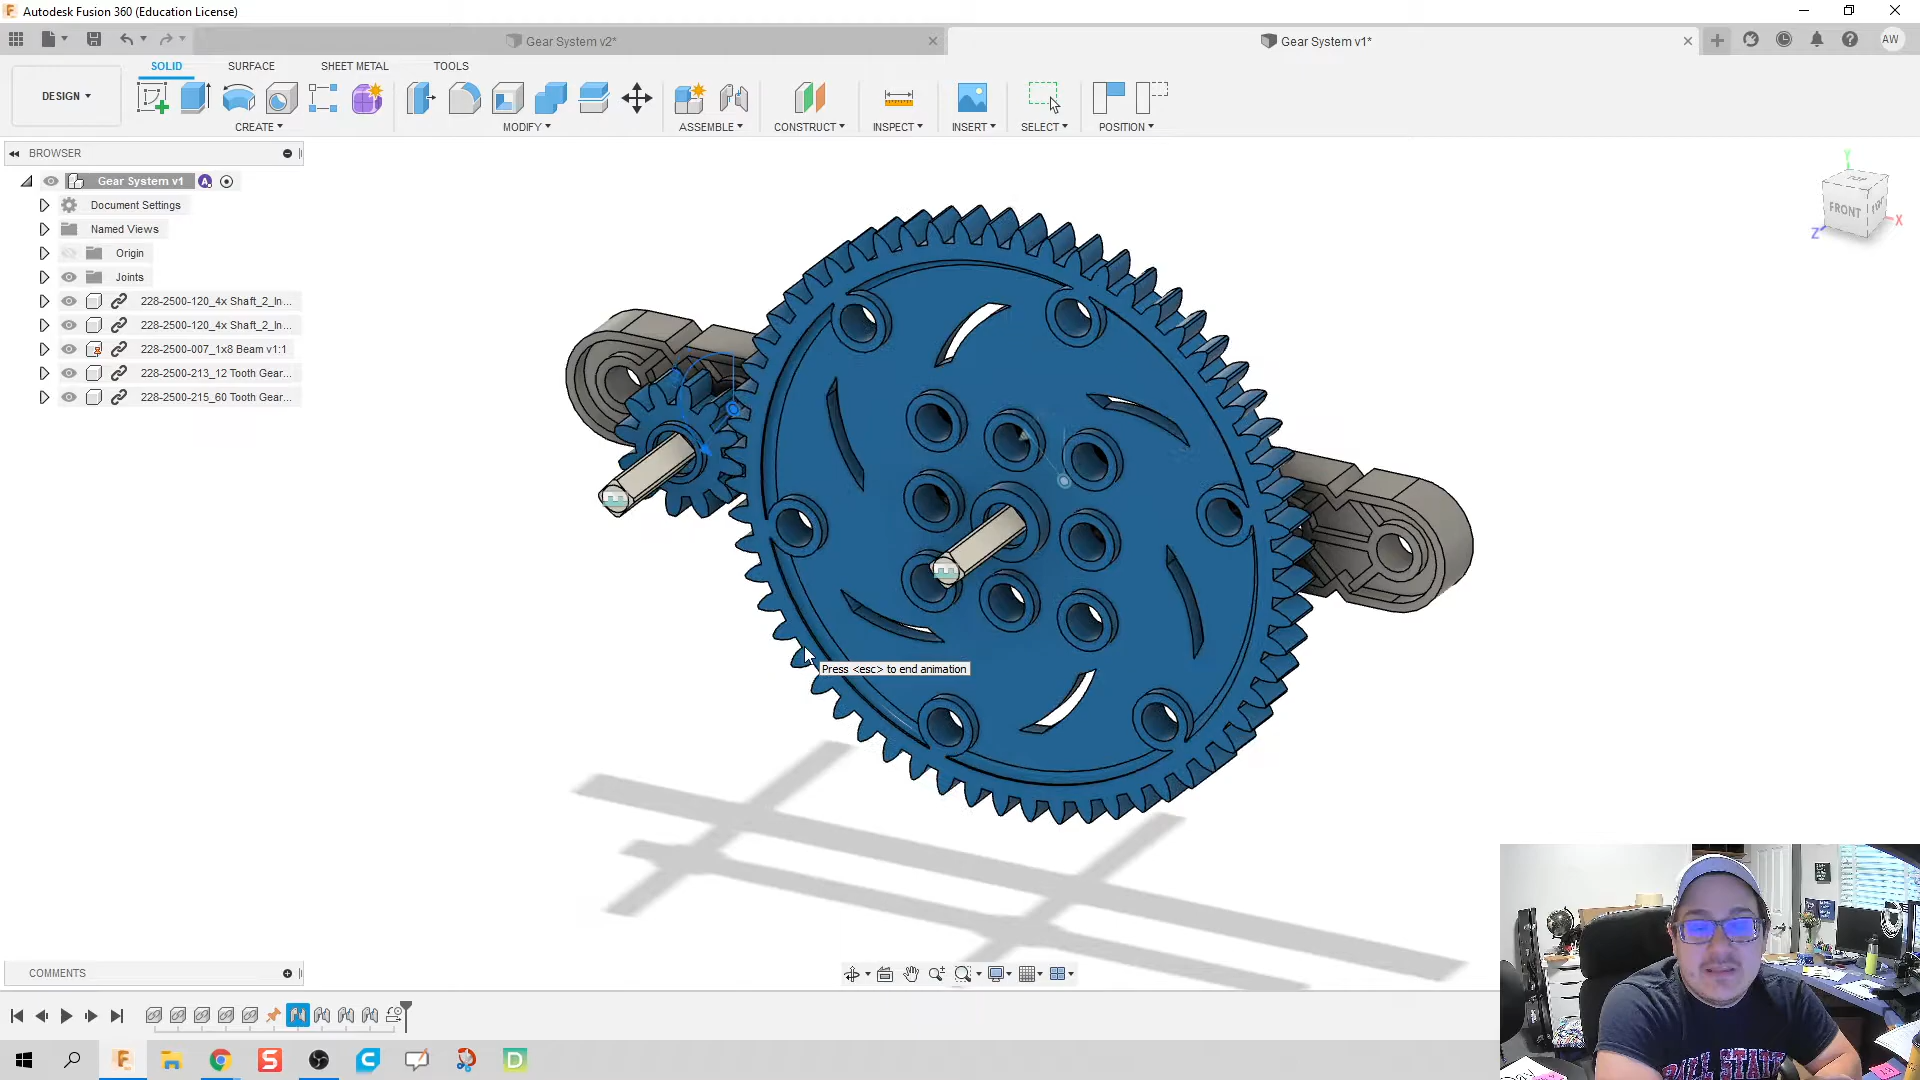 Autodesk Fusion 360 (Education License)
Gear System v2*
Gear System v1*
AW
DESIGN
SOLID
SURFACE
SHEET METAL
TOOLS
CREATE
MODIFY
ASSEMBLE
CONSTRUCT
INSPECT
INSERT
SELECT
POSITION
BROWSER
Gear System v1
A
Document Settings
Named Views
Origin
Joints
228-2500-120_4x Shaft_2_In...
228-2500-120_4x Shaft_2_In...
228-2500-007_1x8 Beam v1:1
228-2500-213_12 Tooth Gear...
228-2500-215_60 Tooth Gear...
Y
TOP
FRONT
X
Z
Press <esc> to end animation
COMMENTS
BALL STATE